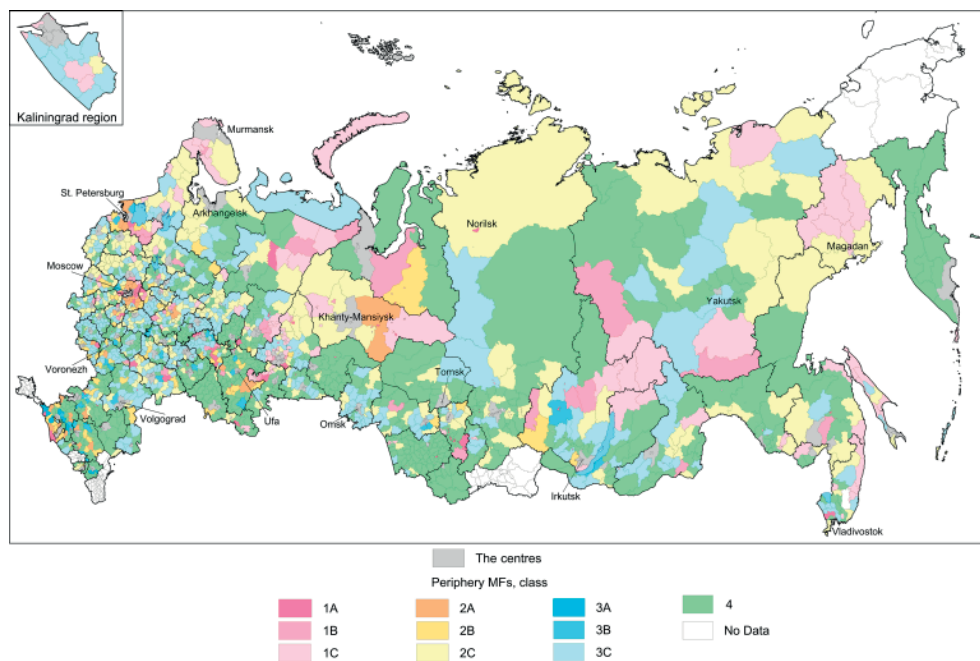 Kaliningrad region
Murmansk
St. Petersburg
Arkhangelsk
Norilsk
Moscow
Magadan
Khanty-Mansiysk
Yakutsk
Voronezh
Tomsk
Volgograd
Ufa
Omsk
Irkutsk
Vladivostok
The centres
Periphery MFs, class
1A 2A 3A 4
1B 2B 3B No Data
1C 2C 3C